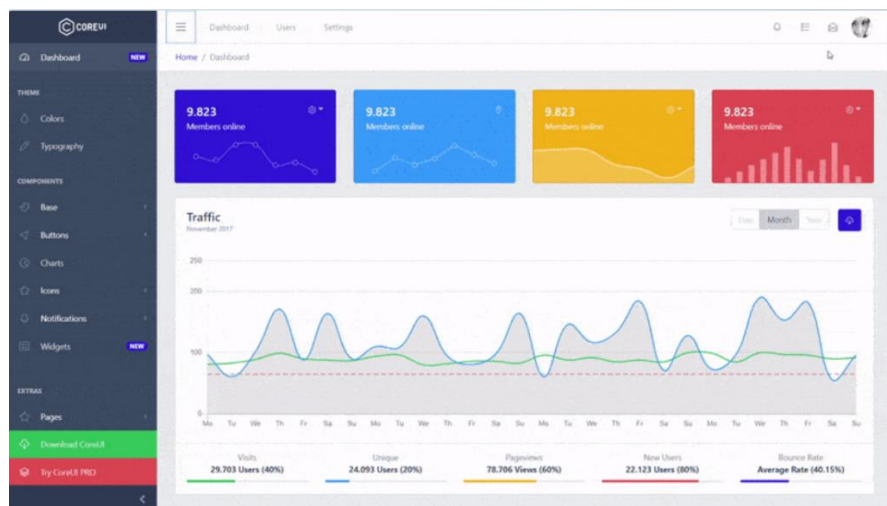 COREUI
Dashboard Users Settings
Dashboard NEW
Home / Dashboard
THEME
Colors
Typography
COMPONENTS
Base
Buttons
Charts
Icons
Notifications
Widgets NEW
EXTRAS
Pages
Download CoreUI
Try CoreUI PRO
9.823
Members online
9.823
Members online
9.823
Members online
9.823
Members online
Traffic
November 2017
Day Month Year
250
200
100
0
Mo Tu We Th Fr Sa Su Mo Tu We Th Fr Sa Su Mo Tu We Th Fr Sa Su Mo Tu We Th Fr Sa Su
Visits
29.703 Users (40%)
Unique
24.093 Users (20%)
Pageviews
78.706 Views (60%)
New Users
22.123 Users (80%)
Bounce Rate
Average Rate (40.15%)